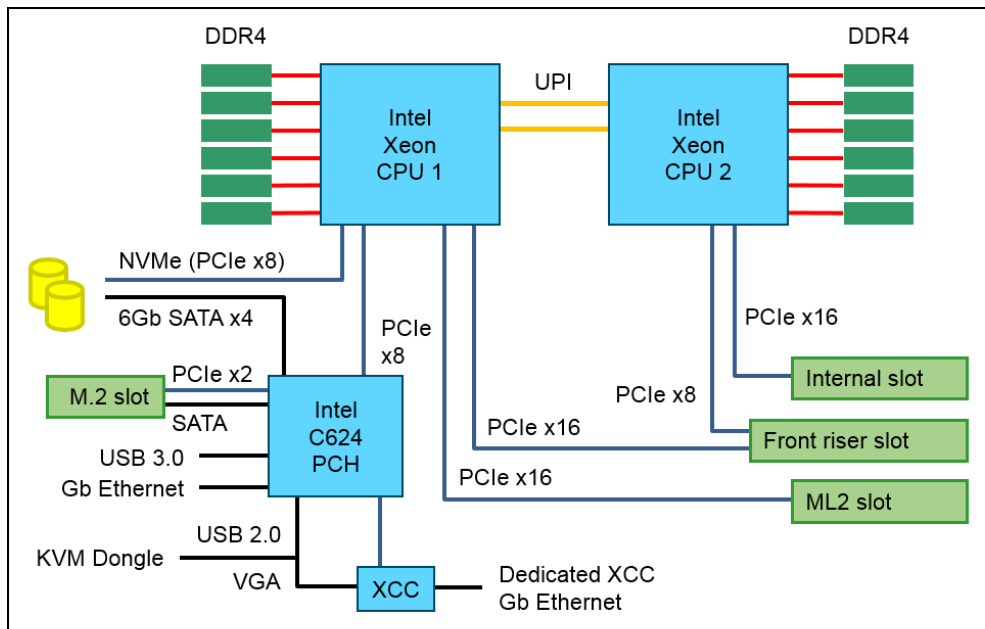 DDR4
DDR4
UPI
Intel
Xeon
CPU 1
Intel
Xeon
CPU 2
NVMe (PCIe x8)
6Gb SATA x4
PCIe
x8
PCIe x16
PCIe x2
M.2 slot
SATA
Intel
C624
PCH
PCIe x8
Internal slot
PCIe x16
Front riser slot
USB 3.0
Gb Ethernet
PCIe x16
ML2 slot
USB 2.0
KVM Dongle
VGA
XCC
Dedicated XCC
Gb Ethernet